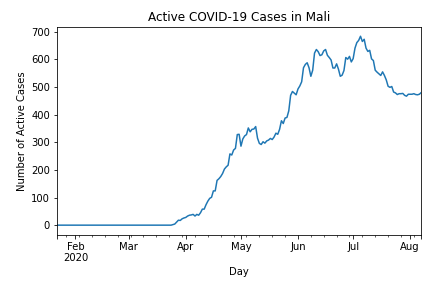 Active COVID-19 Cases in Mali
Number of Active Cases
700
600
500
400
300
200
100
0
Feb
2020
Mar
Apr
May
Jun
Jul
Aug
Day